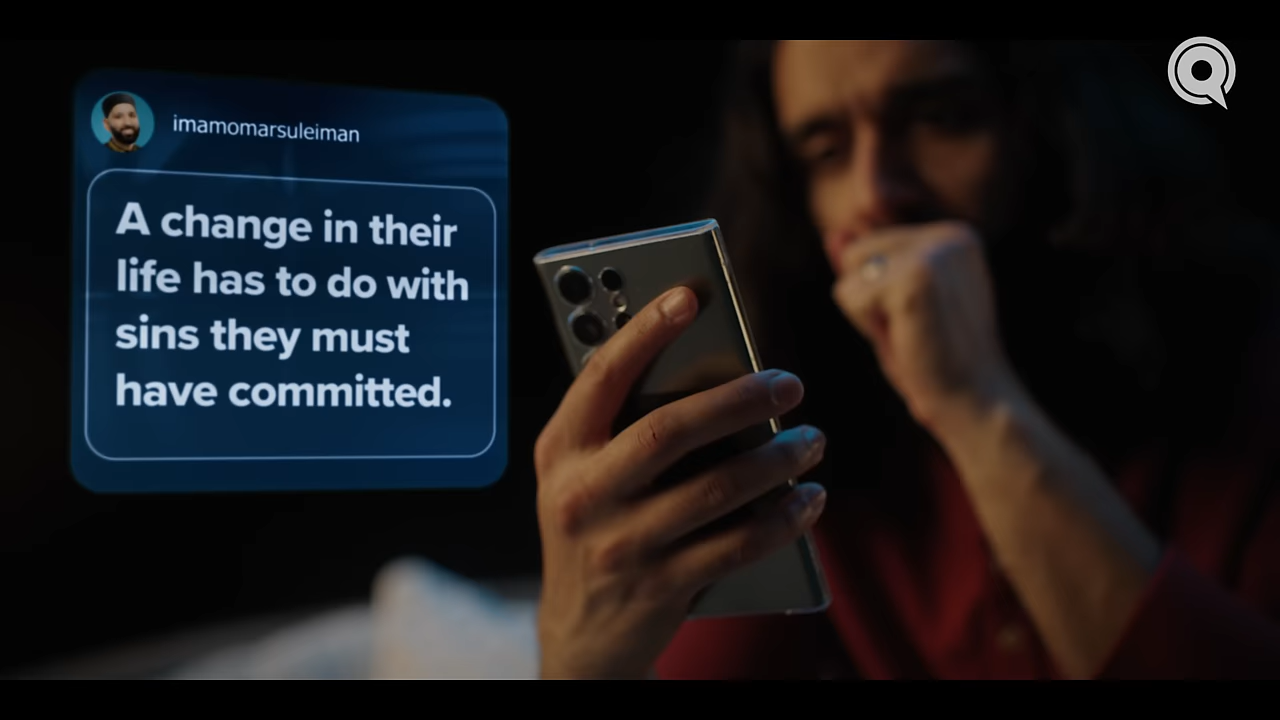 imamomarsuleiman
A change in their
life has to do with
sins they must
have committed.